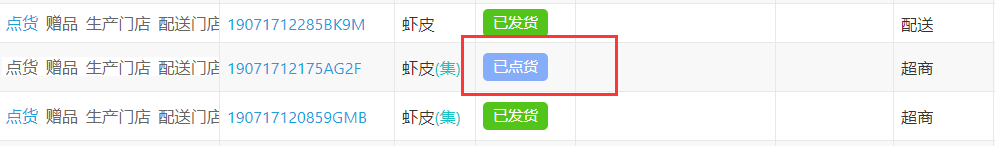 点货 赠品 生产门店 配送门店 19071712285BK9M 虾皮 已发货 配送
点货 赠品 生产门店 配送门店 19071712175AG2F 虾皮(集) 已点货 超商
点货 赠品 生产门店 配送门店 190717120859GMB 虾皮(集) 已发货 超商